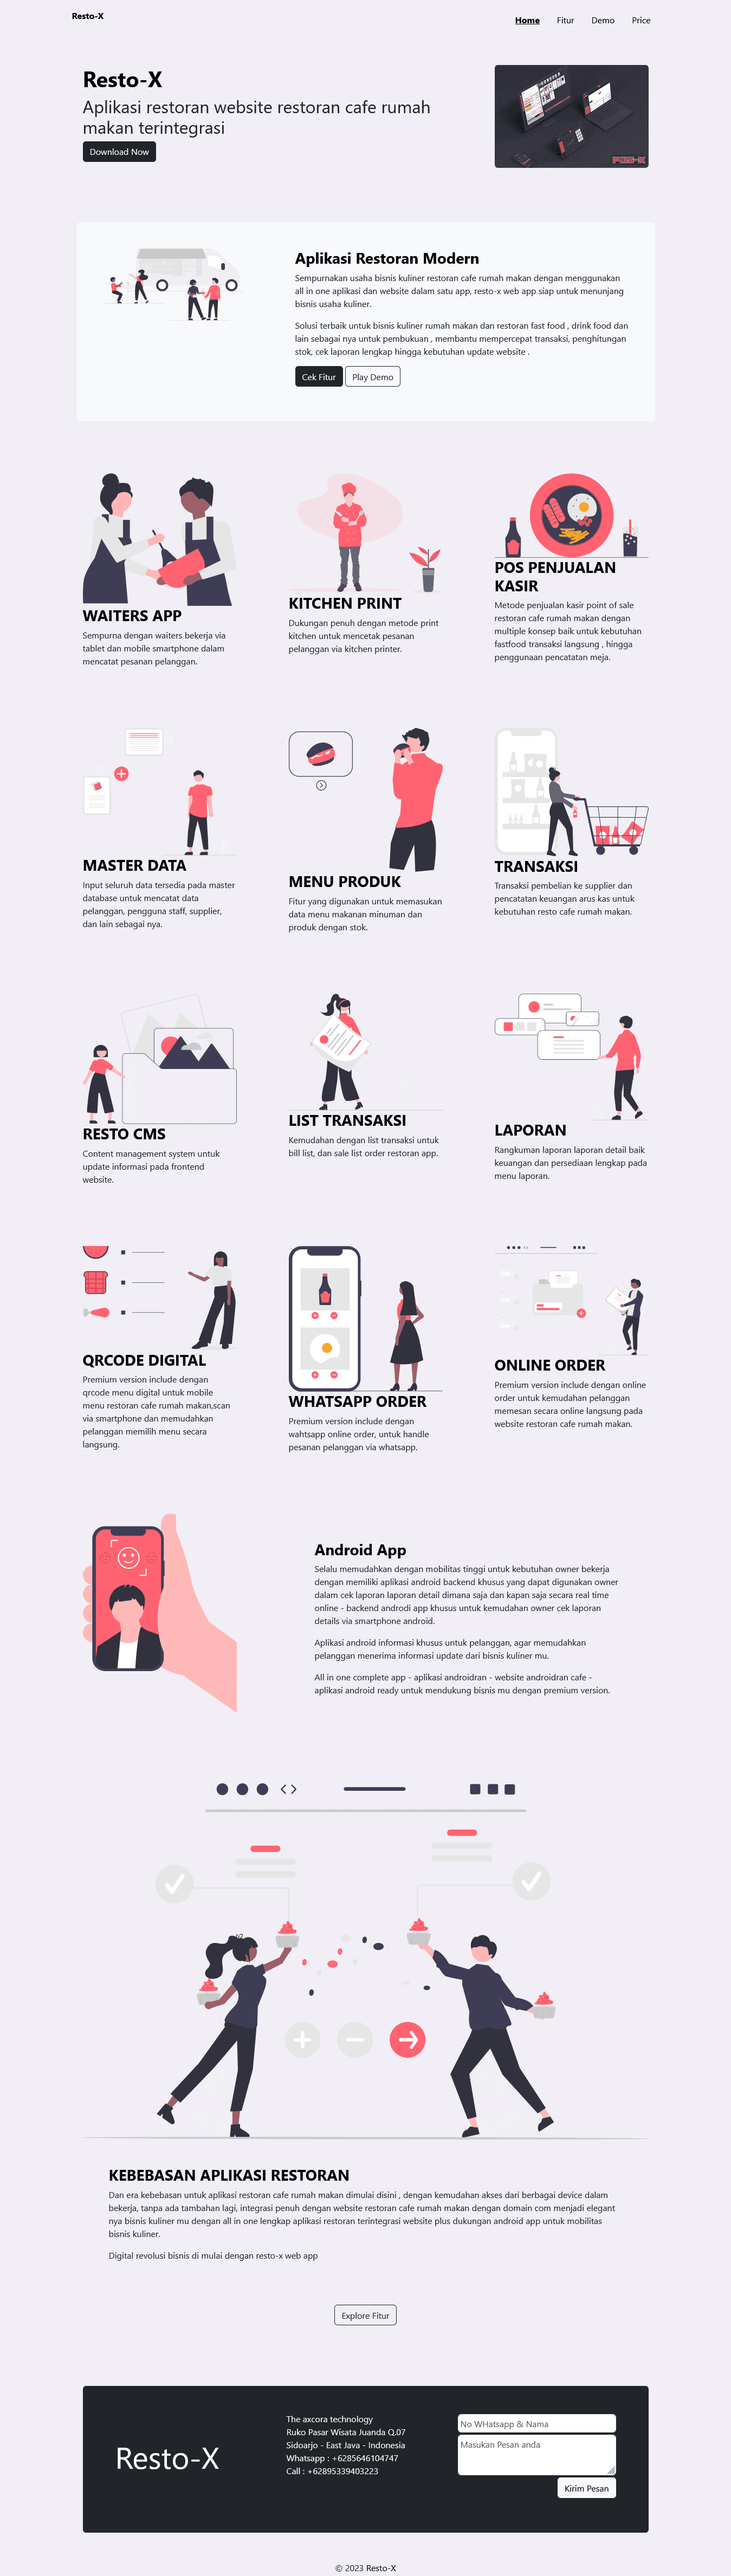 Resto-X
Home Fitur Demo Price
Resto-X
Aplikasi restoran website restoran cafe rumah
makan terintegrasi
Download Now
POS-X
Aplikasi Restoran Modern
Sempurnakan usaha bisnis kuliner restoran cafe rumah makan dengan menggunakan
all in one aplikasi dan website dalam satu app, resto-x web app siap untuk menunjang
bisnis usaha kuliner.
Solusi terbaik untuk bisnis kuliner rumah makan dan restoran fast food , drink food dan
lain sebagai nya untuk pembukuan , membantu mempercepat transaksi, penghitungan
stok, cek laporan lengkap hingga kebutuhan update website .
Cek Fitur Play Demo
WAITERS APP
Sempurna dengan waiters bekerja via
tablet dan mobile smartphone dalam
mencatat pesanan pelanggan.
KITCHEN PRINT
Dukungan penuh dengan metode print
kitchen untuk mencetak pesanan
pelanggan via kitchen printer.
POS PENJUALAN
KASIR
Metode penjualan kasir point of sale
restoran cafe rumah makan dengan
multiple konsep baik untuk kebutuhan
fastfood transaksi langsung , hingga
penggunaan pencatatan meja.
MASTER DATA
Input seluruh data tersedia pada master
database untuk mencatat data
pelanggan, pengguna staff, supplier,
dan lain sebagai nya.
MENU PRODUK
Fitur yang digunakan untuk memasukan
data menu makanan minuman dan
produk dengan stok.
TRANSAKSI
Transaksi pembelian ke supplier dan
pencatatan keuangan arus kas untuk
kebutuhan resto cafe rumah makan.
RESTO CMS
Content management system untuk
update informasi pada frontend
website.
LIST TRANSAKSI
Kemudahan dengan list transaksi untuk
bill list, dan sale list order restoran app.
LAPORAN
Rangkuman laporan laporan detail baik
keuangan dan persediaan lengkap pada
menu laporan.
QRCODE DIGITAL
Premium version include dengan
qrcode menu digital untuk mobile
menu restoran cafe rumah makan,scan
via smartphone dan memudahkan
pelanggan memilih menu secara
langsung.
WHATSAPP ORDER
Premium version include dengan
wahtsapp online order, untuk handle
pesanan pelanggan via whatsapp.
ONLINE ORDER
Premium version include dengan online
order untuk kemudahan pelanggan
memesan secara online langsung pada
website restoran cafe rumah makan.
Android App
Selalu memudahkan dengan mobilitas tinggi untuk kebutuhan owner bekerja
dengan memiliki aplikasi android backend khusus yang dapat digunakan owner
dalam cek laporan laporan detail dimana saja dan kapan saja secara real time
online - backend androdi app khusus untuk kemudahan owner cek laporan
details via smartphone android.
Aplikasi android informasi khusus untuk pelanggan, agar memudahkan
pelanggan menerima informasi update dari bisnis kuliner mu.
All in one complete app - aplikasi androidran - website androidran cafe -
aplikasi android ready untuk mendukung bisnis mu dengan premium version.
KEBEBASAN APLIKASI RESTORAN
Dan era kebebasan untuk aplikasi restoran cafe rumah makan dimulai disini , dengan kemudahan akses dari berbagai device dalam
bekerja, tanpa ada tambahan lagi, integrasi penuh dengan website restoran cafe rumah makan dengan domain com menjadi elegant
nya bisnis kuliner mu dengan all in one lengkap aplikasi restoran terintegrasi website plus dukungan android app untuk mobilitas
bisnis kuliner.
Digital revolusi bisnis di mulai dengan resto-x web app
Explore Fitur
Resto-X
The axcora technology
Ruko Pasar Wisata Juanda Q.07
Sidoarjo - East Java - Indonesia
Whatsapp : +6285646104747
Call : +62895339403223
No WHatsapp & Nama
Masukan Pesan anda
Kirim Pesan
© 2023 Resto-X